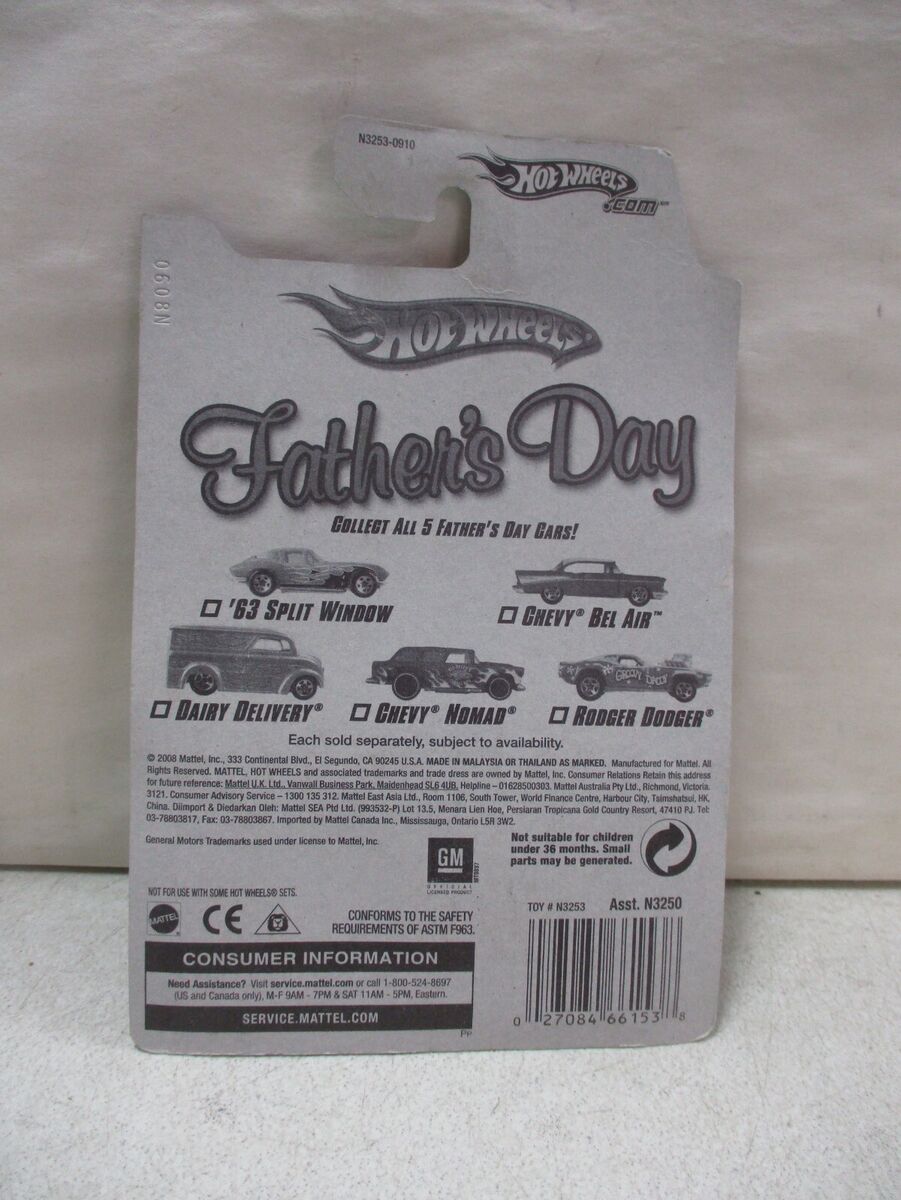 N3253-0910
HOT WHEELS
.COM™
N8090
HOT WHEELS
Father's Day
COLLECT ALL 5 FATHER'S DAY CARS!
☐ '63 SPLIT WINDOW
☐ CHEVY® BEL AIR™
GROOVY DADDY
☐ DAIRY DELIVERY®
☐ CHEVY® NOMAD®
☐ RODGER DODGER®
Each sold separately, subject to availability.
© 2008 Mattel, Inc., 333 Continental Blvd., El Segundo, CA 90245 U.S.A. MADE IN MALAYSIA OR THAILAND AS MARKED. Manufactured for Mattel. All
Rights Reserved. MATTEL, HOT WHEELS and associated trademarks and trade dress are owned by Mattel, Inc. Consumer Relations Retain this address
for future reference: Mattel U.K. Ltd., Vanwall Business Park, Maidenhead SL6 4UB. Helpline – 01628500303. Mattel Australia Pty Ltd., Richmond, Victoria.
3121. Consumer Advisory Service – 1300 135 312. Mattel East Asia Ltd., Room 1106, South Tower, World Finance Centre, Harbour City, Tsimshatsui, HK,
China. Diimport & Diedarkan Oleh: Mattel SEA Ptd Ltd. (993532-P) Lot 13.5, Menara Lien Hoe, Persiaran Tropicana Gold Country Resort, 47410 PJ. Tel:
03-78803817, Fax: 03-78803867. Imported by Mattel Canada Inc., Mississauga, Ontario L5R 3W2.
General Motors Trademarks used under license to Mattel, Inc.
GM
OFFICIAL
LICENSED PRODUCT
Not suitable for children
under 36 months. Small
parts may be generated.
NOT FOR USE WITH SOME HOT WHEELS® SETS.
MATTEL
CE
CONFORMS TO THE SAFETY
REQUIREMENTS OF ASTM F963.
TOY # N3253
Asst. N3250
CONSUMER INFORMATION
Need Assistance? Visit service.mattel.com or call 1-800-524-8697
(US and Canada only), M-F 9AM - 7PM & SAT 11AM - 5PM, Eastern.
SERVICE.MATTEL.COM
PP
0 27084 66153 8